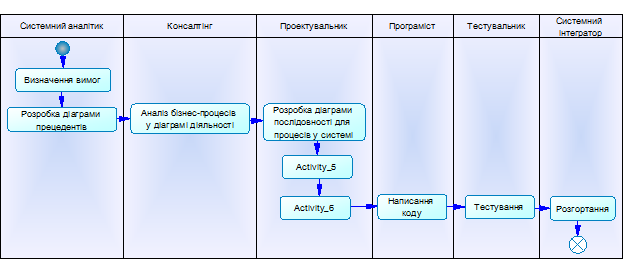 Системний аналітик
Консалтінг
Проектувальник
Програміст
Тестувальник
Системний
інтегратор
Визначення вимог
Розробка діаграми
прецедентів
Аналіз бізнес-процесів
у діаграмі діяльності
Розробка діаграми
послідовності для
процесів у системі
Activity_5
Activity_6
Написання
коду
Тестування
Розгортання